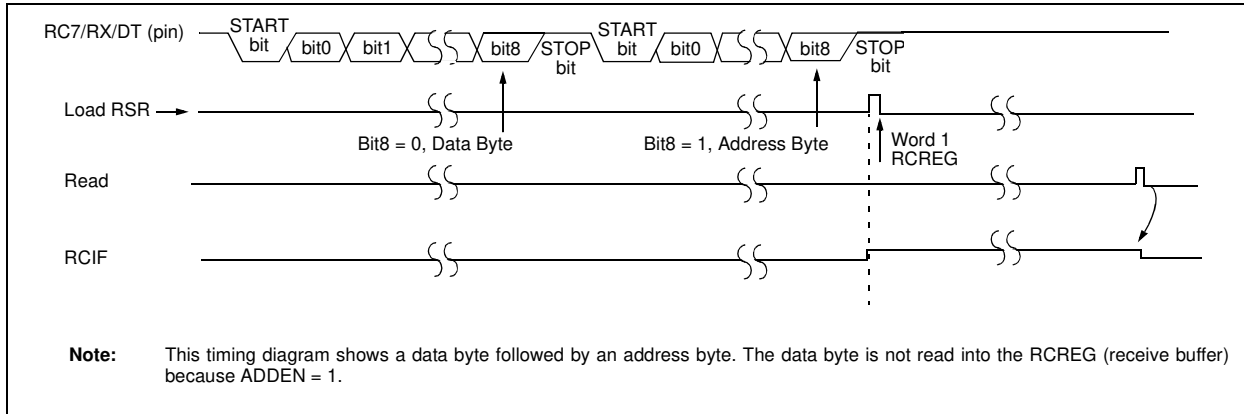 RC7/RX/DT (pin)
START
bit
bit0
bit1
bit8
STOP
bit
START
bit
bit0
bit8
STOP
bit
Load RSR
Bit8 = 0, Data Byte
Bit8 = 1, Address Byte
Word 1
RCREG
Read
RCIF
Note: This timing diagram shows a data byte followed by an address byte. The data byte is not read into the RCREG (receive buffer)
because ADDEN = 1.